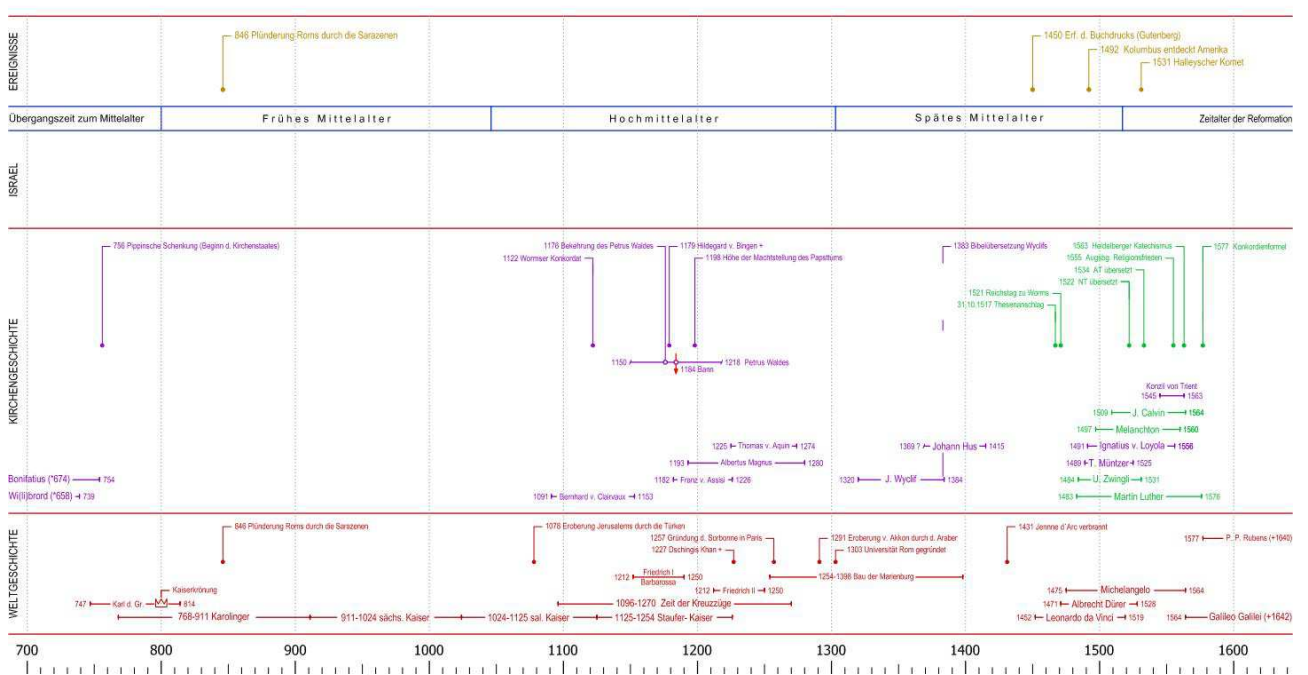 EREIGNISSE
846 Plünderung Roms durch die Sarazenen
1450 Erf. d. Buchdrucks (Gutenberg)
1492 Kolumbus entdeckt Amerika
1531 Halleyscher Komet
Übergangszeit zum Mittelalter
Frühes Mittelalter
Hochmittelalter
Spätes Mittelalter
Zeitalter der Reformation
ISRAEL
KIRCHENGESCHICHTE
756 Pippinsche Schenkung (Beginn d. Kirchenstaates)
1176 Bekehrung des Petrus Waldes
1179 Hildegard v. Bingen +
1122 Wormser Konkordat
1198 Höhe der Machtstellung des Papsttums
1383 Bibelübersetzung Wyclifs
1563 Heidelberger Katechismus
1577 Konkordienformel
1555 Augsbg. Religionsfrieden
1534 AT übersetzt
1522 NT übersetzt
1521 Reichstag zu Worms
31.10.1517 Thesenanschlag
1150 1218 Petrus Waldes
1184 Bann
Konzil von Trient
1545 1563
1509 J. Calvin 1564
1497 Melanchton 1560
1225 Thomas v. Aquin 1274
1369 ? Johann Hus 1415
1491 Ignatius v. Loyola 1556
1193 Albertus Magnus 1280
1489 T. Müntzer 1525
Bonifatius (*674) 754
1182 Franz v. Assisi 1226
1320 J. Wyclif 1384
1484 U. Zwingli 1531
Wi(li)brord (*658) 739
1091 Bernhard v. Clairvaux 1153
1483 Martin Luther 1576
WELTGESCHICHTE
846 Plünderung Roms durch die Sarazenen
1078 Eroberung Jerusalems durch die Türken
1431 Jennne d'Arc verbrannt
1257 Gründung d. Sorbonne in Paris
1291 Eroberung v. Akkon durch d. Araber
1577 P. P. Rubens (+1640)
1227 Dschingis Khan +
1303 Universität Rom gegründet
1212 Friedrich I 1250
Barbarossa
1254-1398 Bau der Marienburg
Kaiserkrönung
1212 Friedrich II 1250
1475 Michelangelo 1564
747 Karl d. Gr. 814
1096-1270 Zeit der Kreuzzüge
1471 Albrecht Dürer 1528
768-911 Karolinger
911-1024 sächs. Kaiser
1024-1125 sal. Kaiser
1125-1254 Staufer- Kaiser
1452 Leonardo da Vinci 1519
1564 Galileo Galilei (+1642)
700 800 900 1000 1100 1200 1300 1400 1500 1600